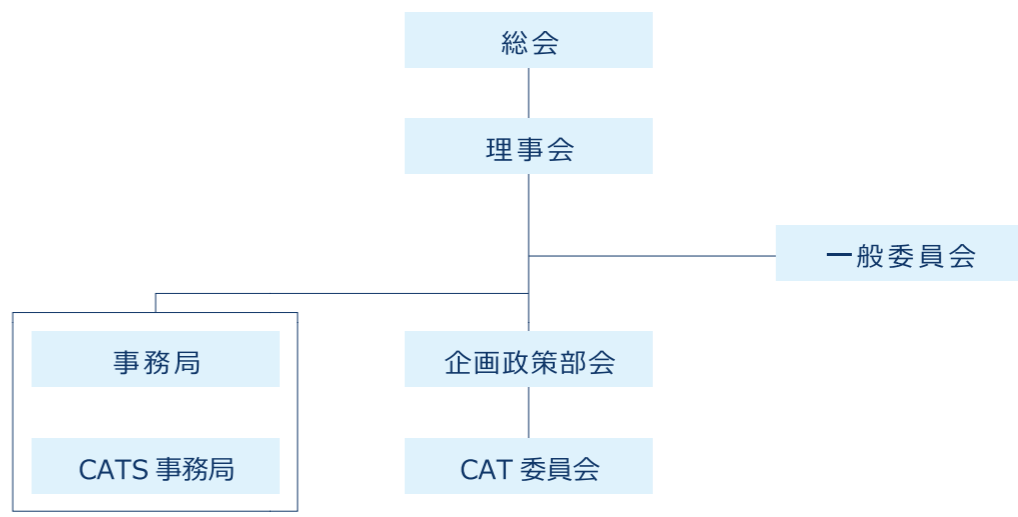 総会
理事会
一般委員会
事務局
企画政策部会
CATS 事務局
CAT 委員会